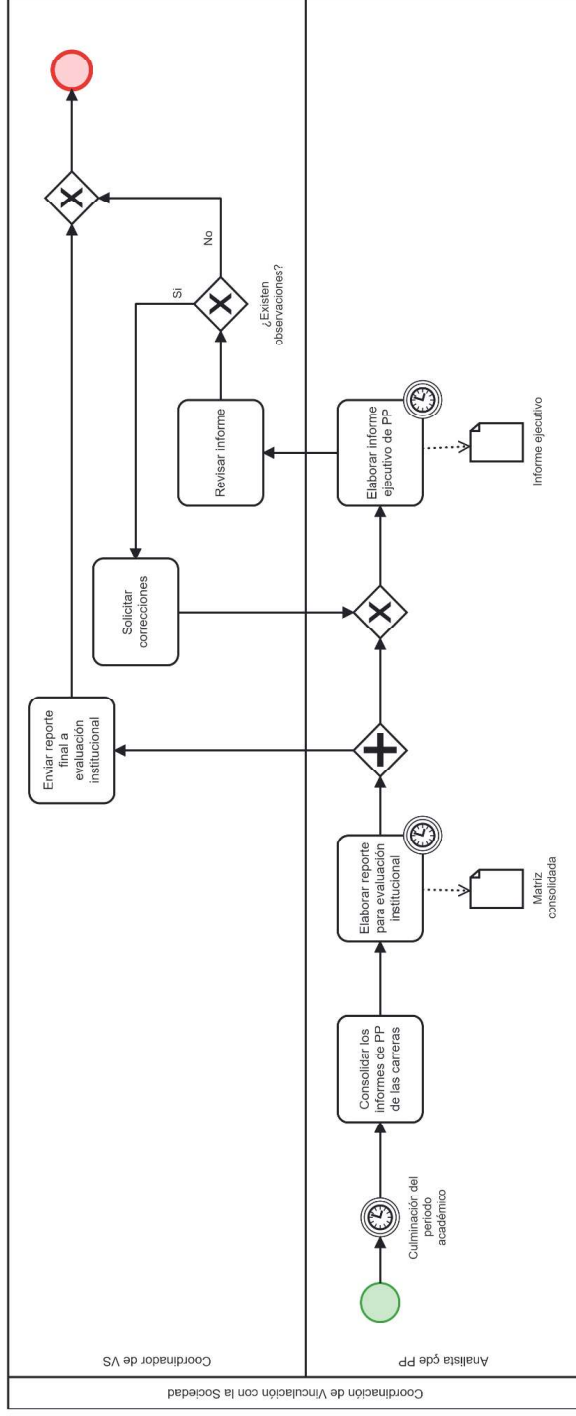 Coordinación de Vinculación con la Sociedad
Coordinador de VS
Analista çde PP
Culminación del
periodo
académico
Consolidar los
informes de PP
de las carreras
Elaborar reporte
para evaluación
institucional
Matriz
consolidada
Enviar reporte
final a
evaluación
institucional
Solicitar
correcciones
Elaborar informe
ejecutivo de PP
Informe ejecutivo
Revisar informe
¿Existen
observaciones?
Si
No